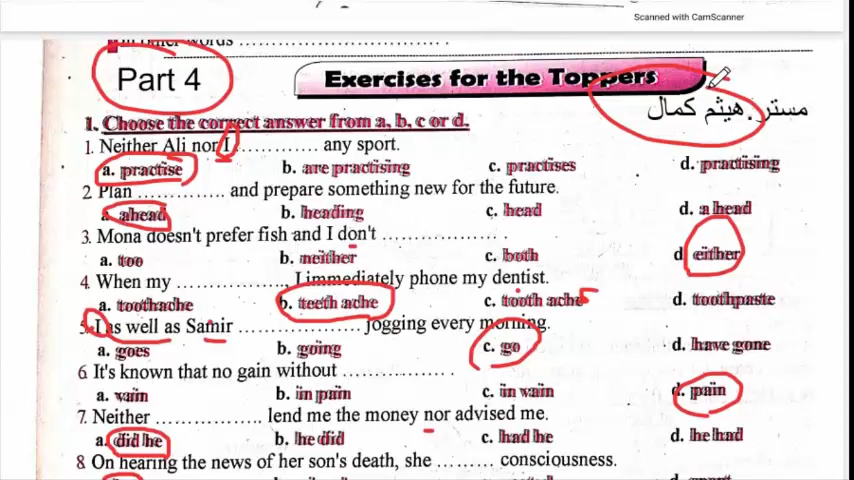 Scanned with CamScanner
in other words ........................................
Part 4
Exercises for the Toppers
مستر .هيثم كمال
1. Choose the correct answer from a, b, c or d.
1. Neither Ali nor I .................. any sport.
a. practise b. are practising c. practises d. practising
2. Plan .................. and prepare something new for the future.
a. ahead b. heading c. head d. a head
3. Mona doesn't prefer fish and I don't .......................... .
a. too b. neither c. both d. either
4. When my ........................, I immediately phone my dentist.
a. toothache b. teeth ache c. tooth ache s d. toothpaste
5. I as well as Samir .......................... jogging every morning.
a. goes b. going c. go d. have gone
6. It's known that no gain without ........................ .
a. vain b. in pain c. in vain d. pain
7. Neither ...................... lend me the money nor advised me.
a. did he b. he did c. had he d. he had
8. On hearing the news of her son's death, she ......... consciousness.